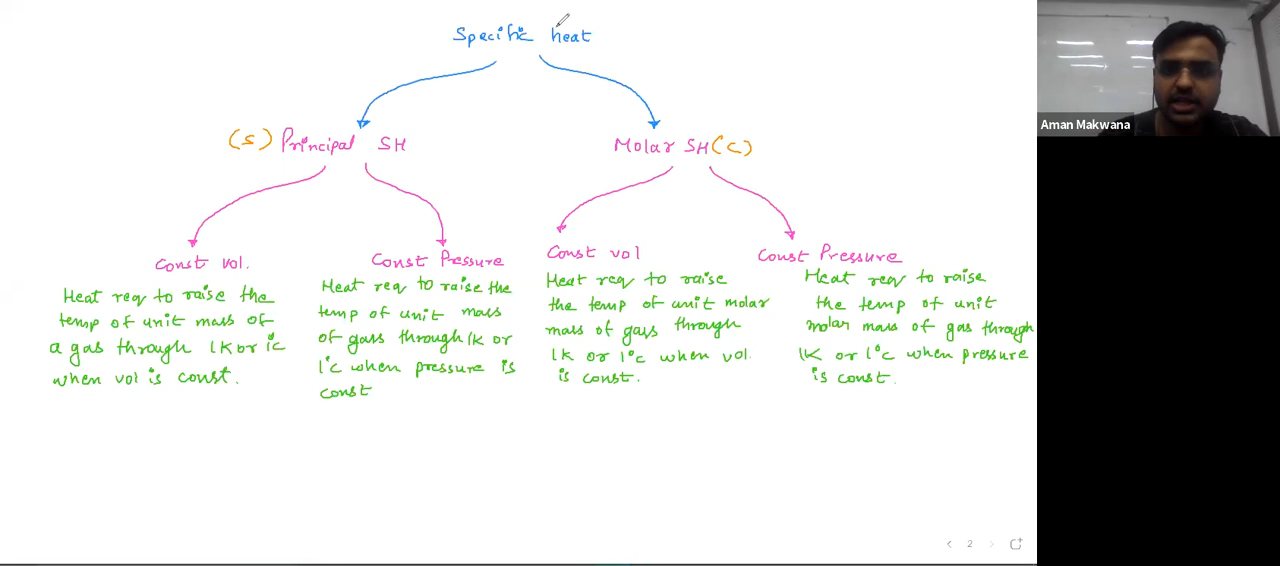 Specific heat
(S) Principal SH
Molar SH (C)
Const Vol.
Heat req to raise the
temp of unit mass of
a gas through 1K or 1c
when vol is const.
Const Pressure
Heat req to raise the
temp of unit mass
of gass through 1K or
1°c when pressure is
const
Const vol
Heat req to raise
the temp of unit molar
mass of gass through
1K or 1°c when vol.
is const.
Const Pressure
Heat req to raise
the temp of unit
molar mass of gas through
1K or 1°c when pressure
is const.
Aman Makwana
2